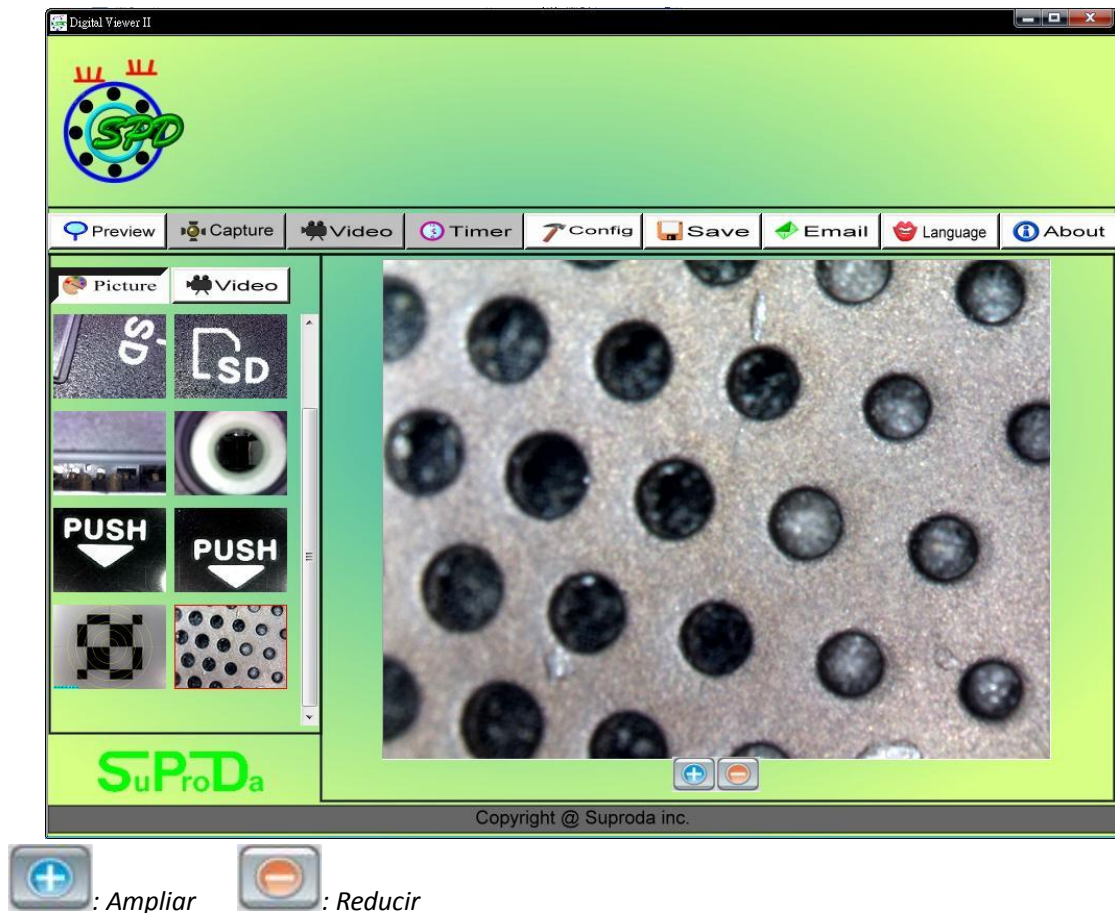 Digital Viewer II
SPD
Preview Capture Video Timer Config Save Email Language About
Picture Video
SD SD
PUSH PUSH
SuProDa
Copyright @ Suproda inc.
: Ampliar : Reducir